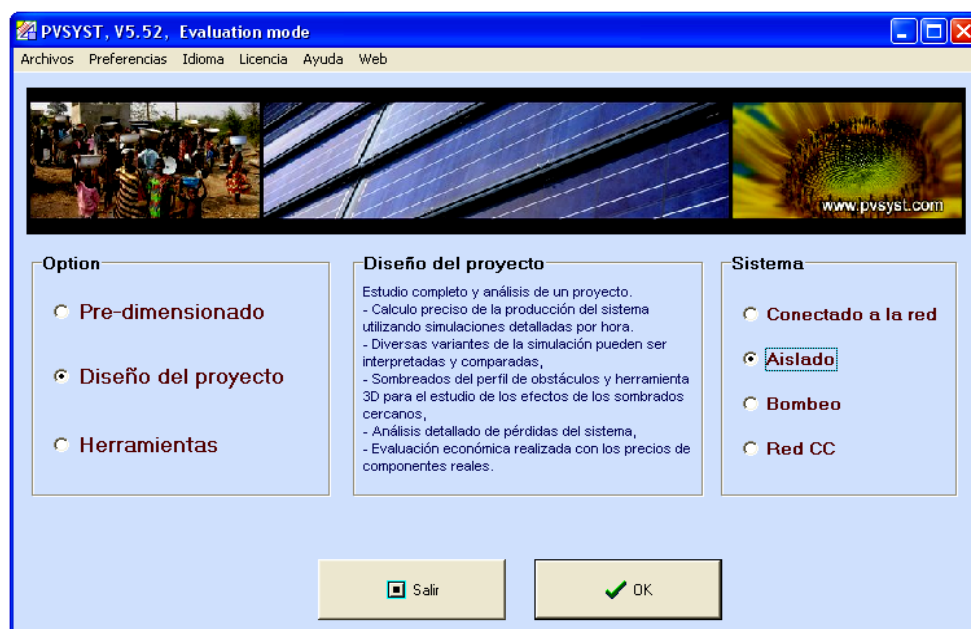 PVSYST, V5.52, Evaluation mode
Archivos Preferencias Idioma Licencia Ayuda Web
www.pvsyst.com
Option
Pre-dimensionado
Diseño del proyecto
Herramientas
Diseño del proyecto
Estudio completo y análisis de un proyecto.
- Calculo preciso de la producción del sistema
utilizando simulaciones detalladas por hora.
- Diversas variantes de la simulación pueden ser
interpretadas y comparadas,
- Sombreados del perfil de obstáculos y herramienta
3D para el estudio de los efectos de los sombrados
cercanos,
- Análisis detallado de pérdidas del sistema,
- Evaluación económica realizada con los precios de
componentes reales.
Sistema
Conectado a la red
Aislado
Bombeo
Red CC
Salir
OK